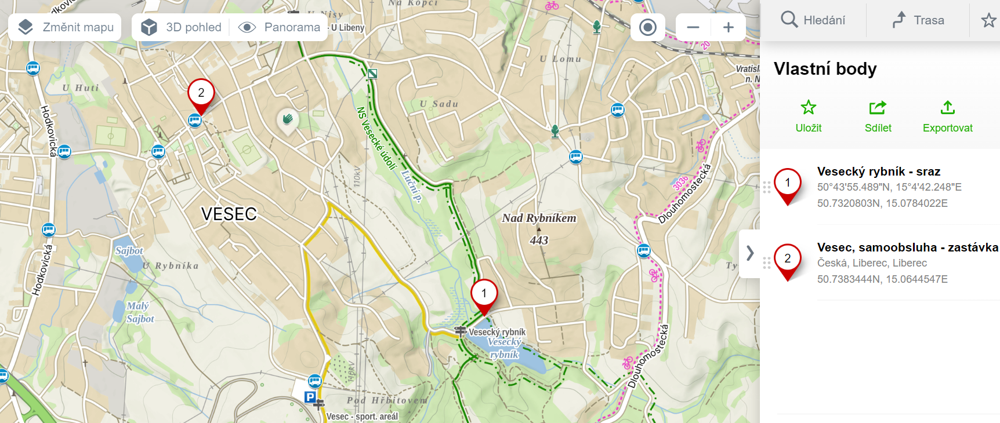 Změnit mapu
3D pohled
Panorama
Hledání
Trasa
Vlastní body
Uložit
Sdílet
Exportovat
1
Vesecký rybník - sraz
50°43'55.489"N, 15°4'42.248"E
50.7320803N, 15.0784022E
2
Vesec, samoobsluha - zastávka
Česká, Liberec, Liberec
50.7383444N, 15.0644547E
U Nisy
- U Libeny
Na Kopci
U Lomu
20
Vratisla
n. N
U Huti
2
U Sadu
Hodkovická
NS Vesecké údolí
Luční p.
110kV
3036
Dlouhomostecká
VESEC
Nad Rybníkem
443
Sajbot
U Rybníka
Ty
Hodkovická
Malý
Sajbot
1
Vesecký rybník
Vesecký
rybník
Dlouhomostecká
110kV
P
Pod Hřbitovem
Vesec - sport. areál